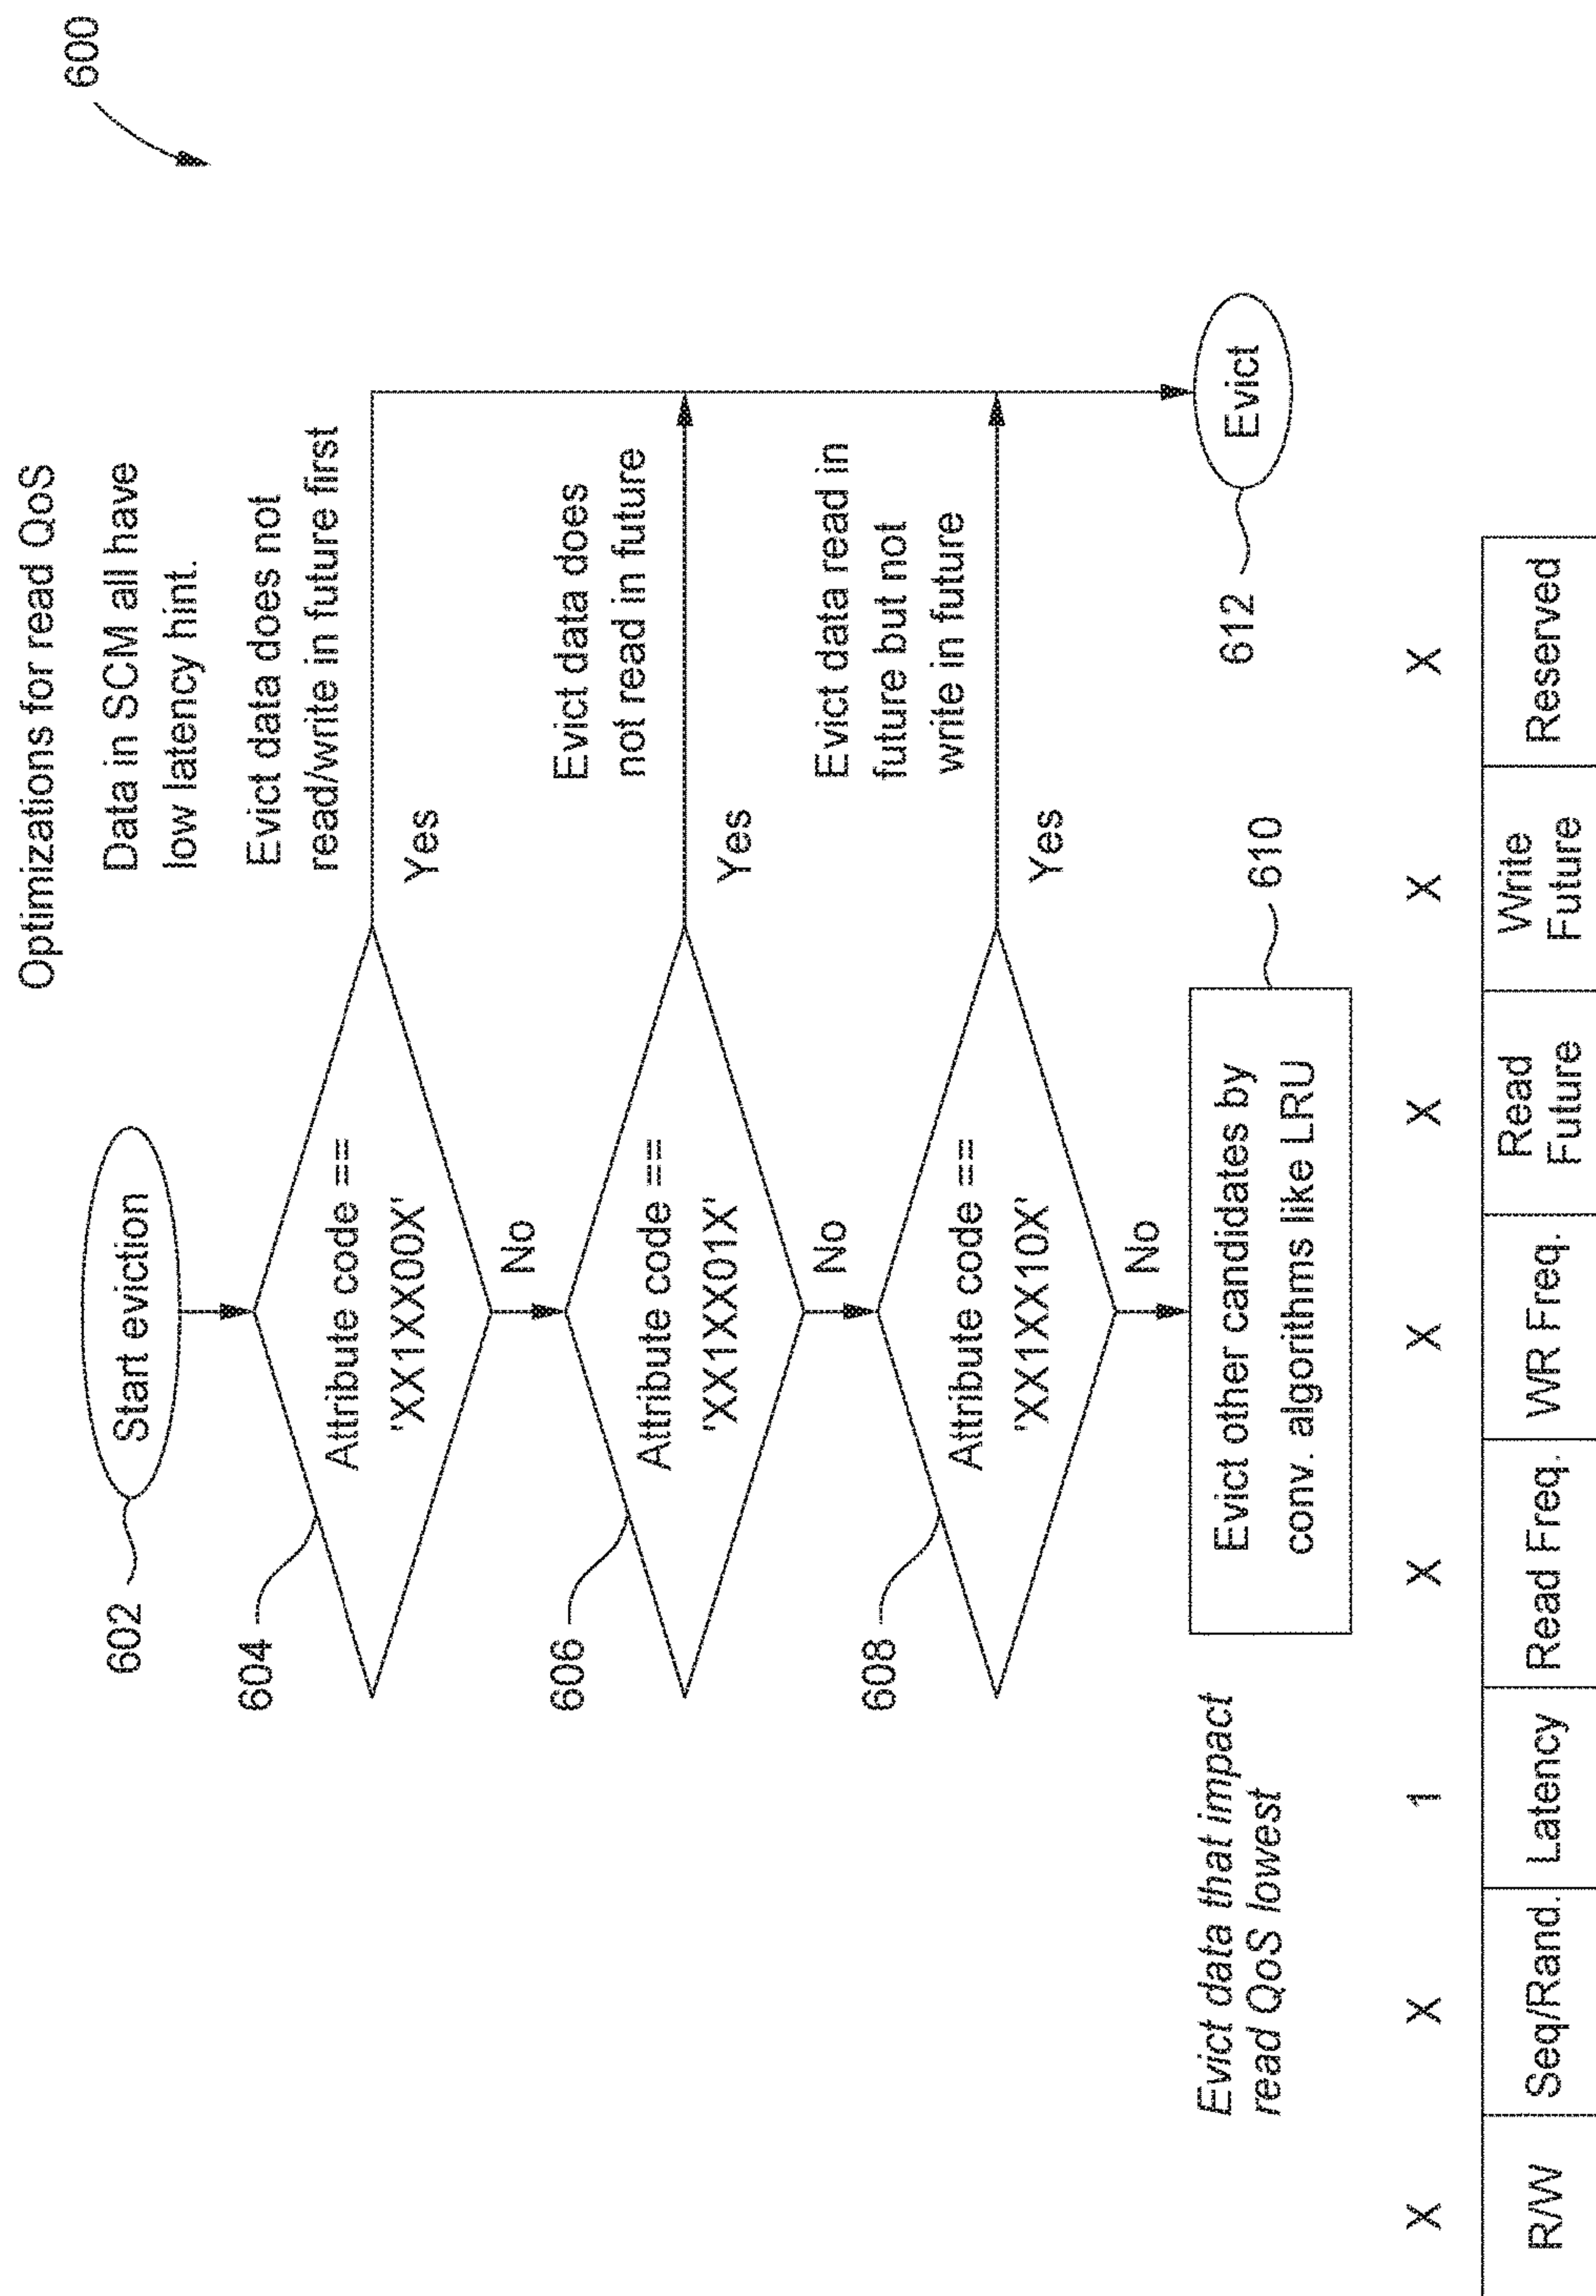 600
Optimizations for read QoS
Data in SCM all have
low latency hint.
602
Start eviction
Evict data does not
read/write in future first
604
Attribute code ==
'XX1XX00X'
Yes
No
Evict data does
not read in future
606
Attribute code ==
'XX1XX01X'
Yes
No
Evict data read in
future but not
write in future
608
Attribute code ==
'XX1XX10X'
Yes
No
Evict data that impact
read QoS lowest
Evict other candidates by
conv. algorithms like LRU
610
612
Evict
X X 1 X X X X X
R/W Seq/Rand. Latency Read Freq. WR Freq. Read Future Write Future Reserved